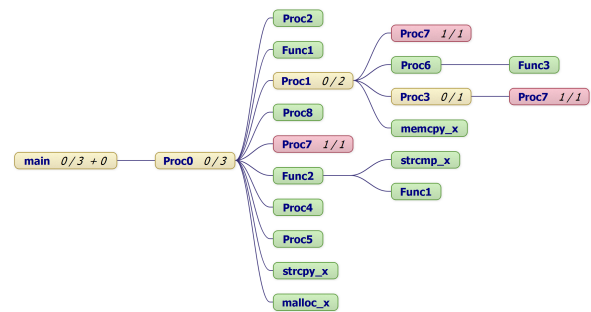 main 0 / 3 + 0
Proc0 0 / 3
Proc2
Func1
Proc1 0 / 2
Proc8
Proc7 1 / 1
Func2
Proc4
Proc5
strcpy_x
malloc_x
Proc7 1 / 1
Proc6
Proc3 0 / 1
memcpy_x
strcmp_x
Func1
Func3
Proc7 1 / 1